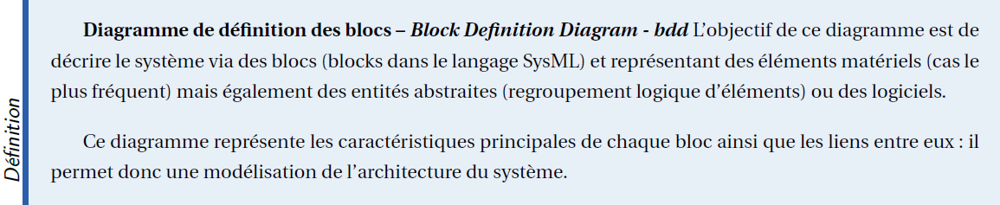 Définition
Diagramme de définition des blocs – Block Definition Diagram - bdd L'objectif de ce diagramme est de
décrire le système via des blocs (blocks dans le langage SysML) et représentant des éléments matériels (cas le
plus fréquent) mais également des entités abstraites (regroupement logique d'éléments) ou des logiciels.
Ce diagramme représente les caractéristiques principales de chaque bloc ainsi que les liens entre eux : il
permet donc une modélisation de l'architecture du système.